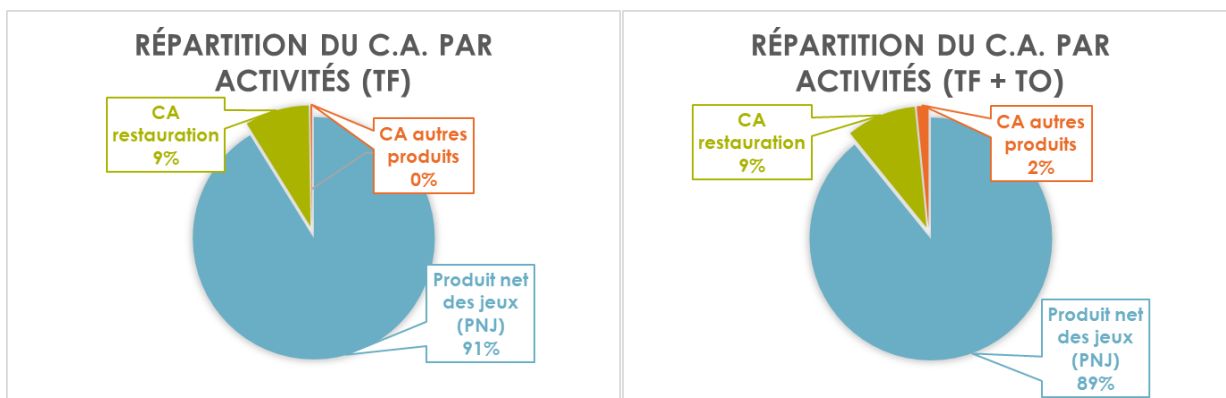 RÉPARTITION DU C.A. PAR
ACTIVITÉS (TF)
CA
restauration
9%
CA autres
produits
0%
Produit net
des jeux
(PNJ)
91%
RÉPARTITION DU C.A. PAR
ACTIVITÉS (TF + TO)
CA
restauration
9%
CA autres
produits
2%
Produit net
des jeux
(PNJ)
89%